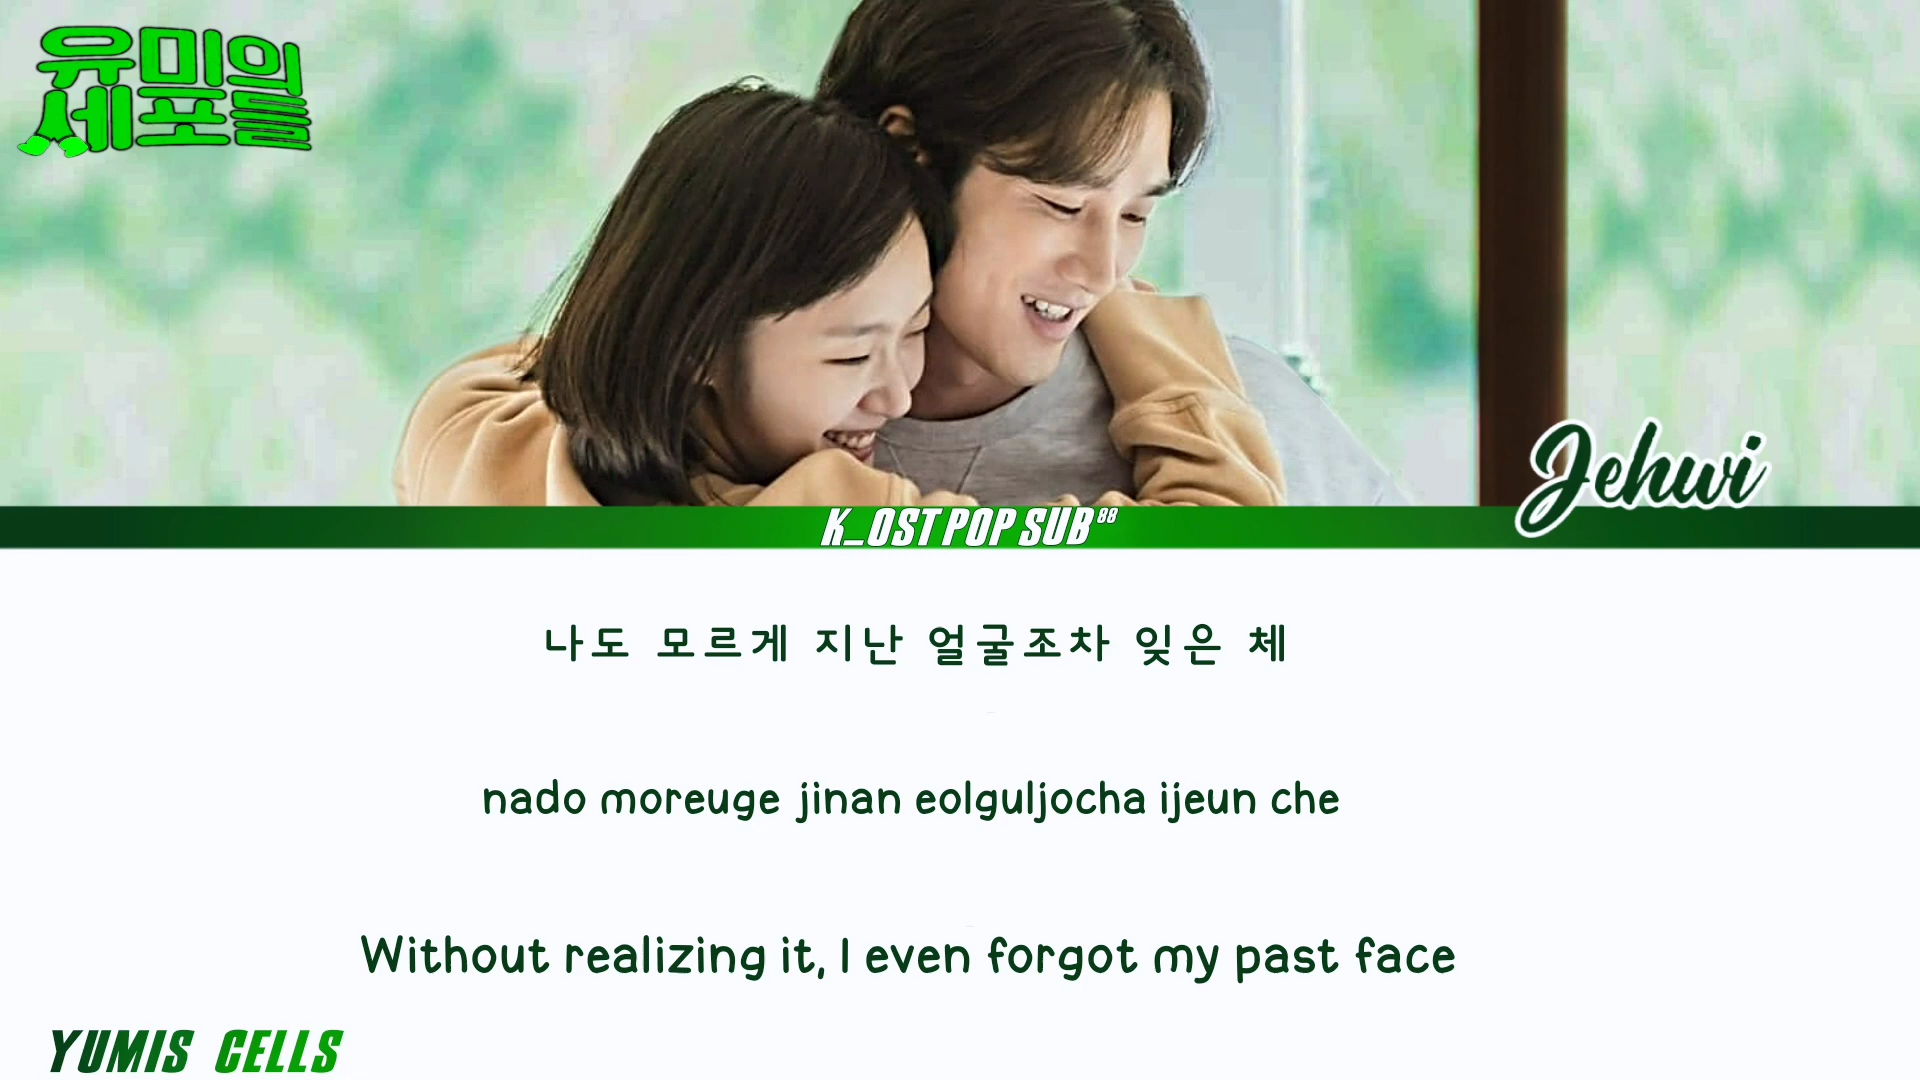 유미의
세포들
Jehwi
K_OST POP SUB 88
나도 모르게 지난 얼굴조차 잊은 체
nado moreuge jinan eolguljocha ijeun che
Without realizing it, I even forgot my past face
YUMIS CELLS